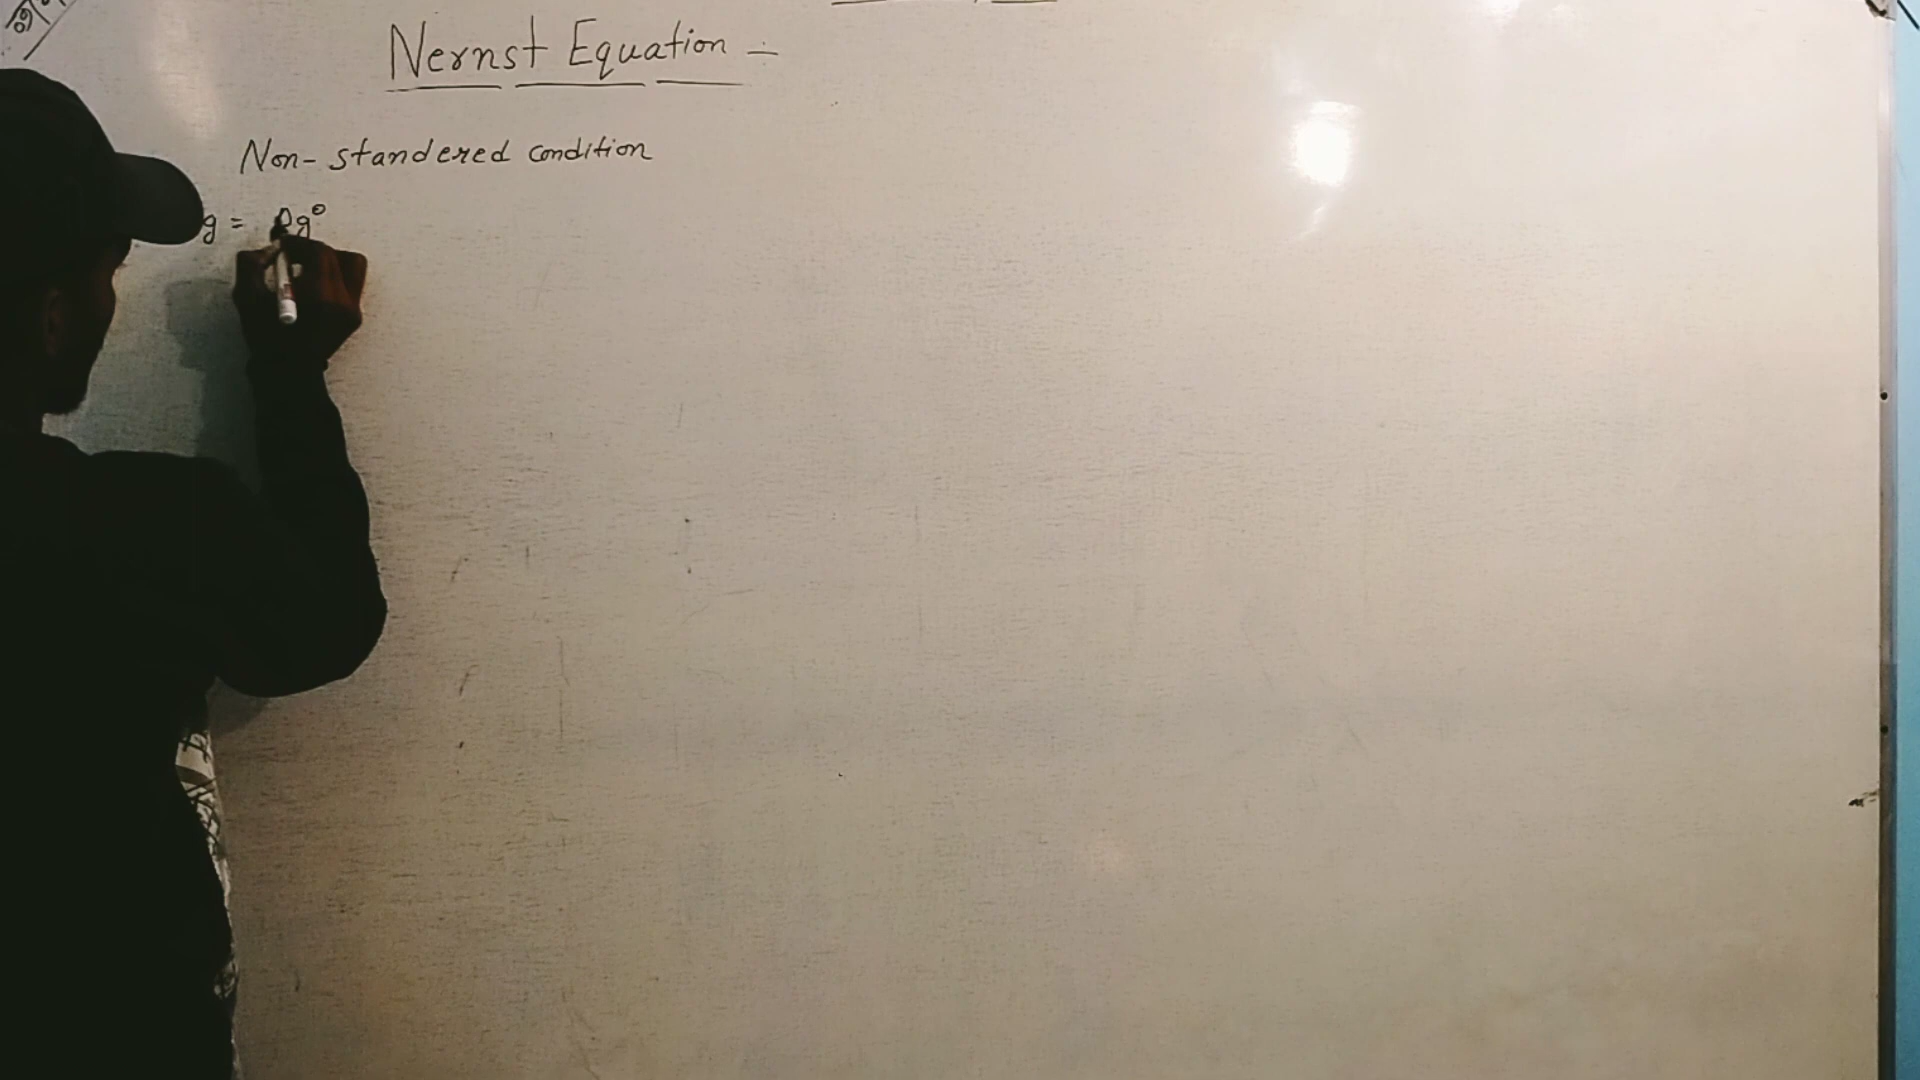 Nernst Equation :-
Non-standered condition
g = Δg°